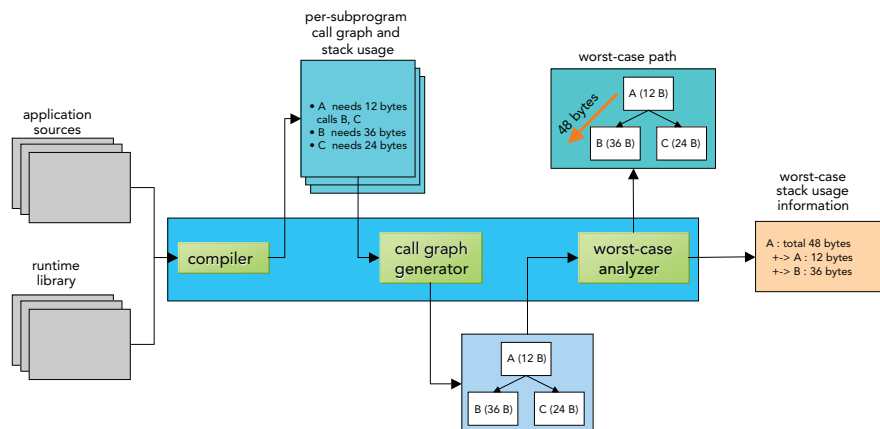 per-subprogram
call graph and
stack usage
worst-case path
• A needs 12 bytes
calls B, C
• B needs 36 bytes
• C needs 24 bytes
48 bytes
A (12 B)
B (36 B)
C (24 B)
application
sources
worst-case
stack usage
information
compiler
call graph
generator
worst-case
analyzer
A : total 48 bytes
+-> A : 12 bytes
+-> B : 36 bytes
runtime
library
A (12 B)
B (36 B)
C (24 B)